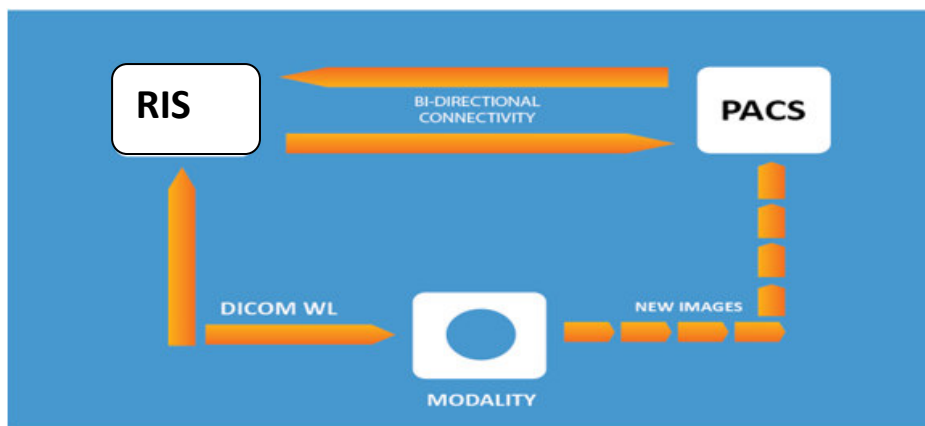 RIS
BI-DIRECTIONAL
CONNECTIVITY
PACS
DICOM WL
NEW IMAGES
MODALITY